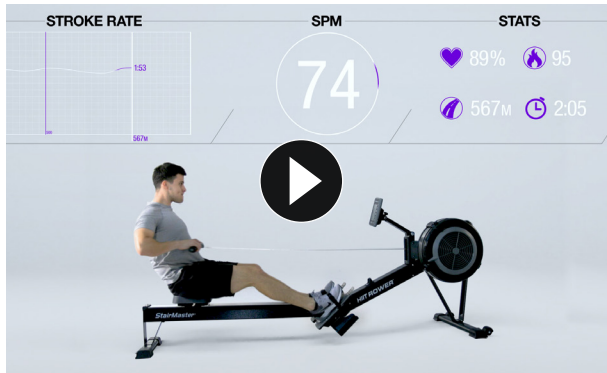 STROKE RATE
SPM
STATS
1:53
567M
74
89%
95
567M
2:05
StairMaster
HIIT ROWER